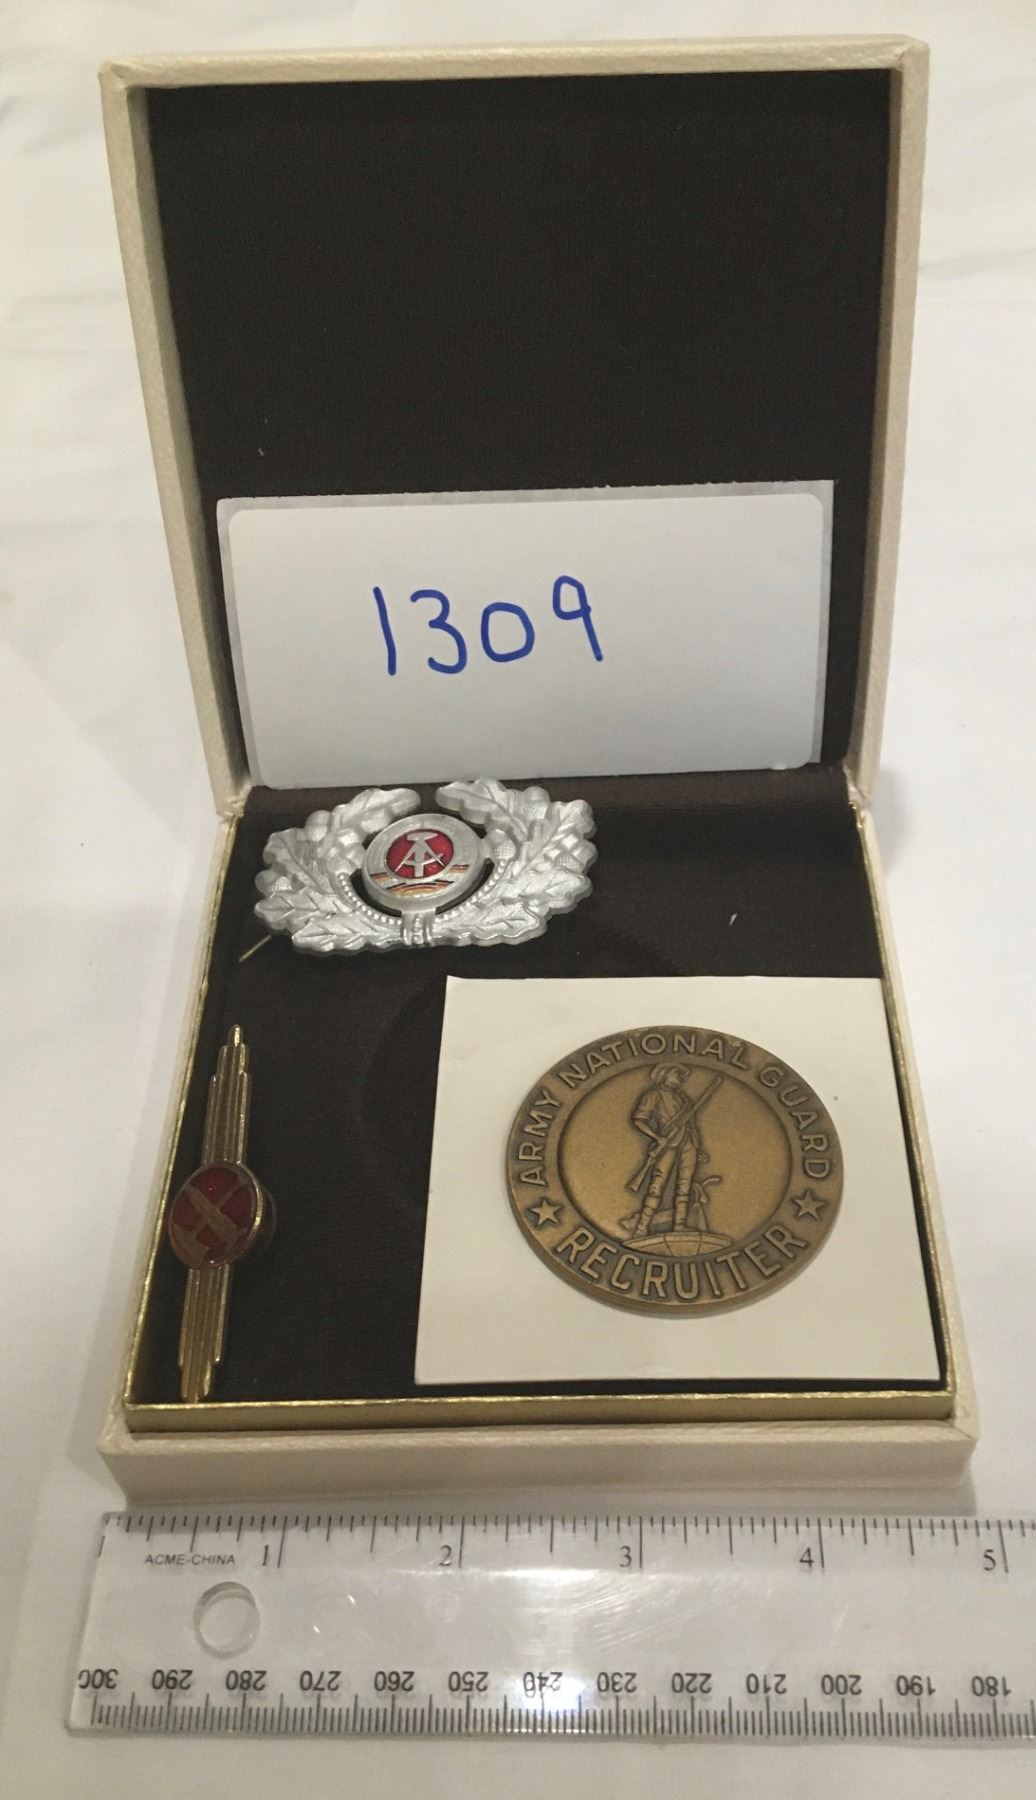 1309
ARMY NATIONAL GUARD
RECRUITER
ACME-CHINA
1 2 3 4 5
300 290 280 270 260 250 240 230 220 210 200 190 180